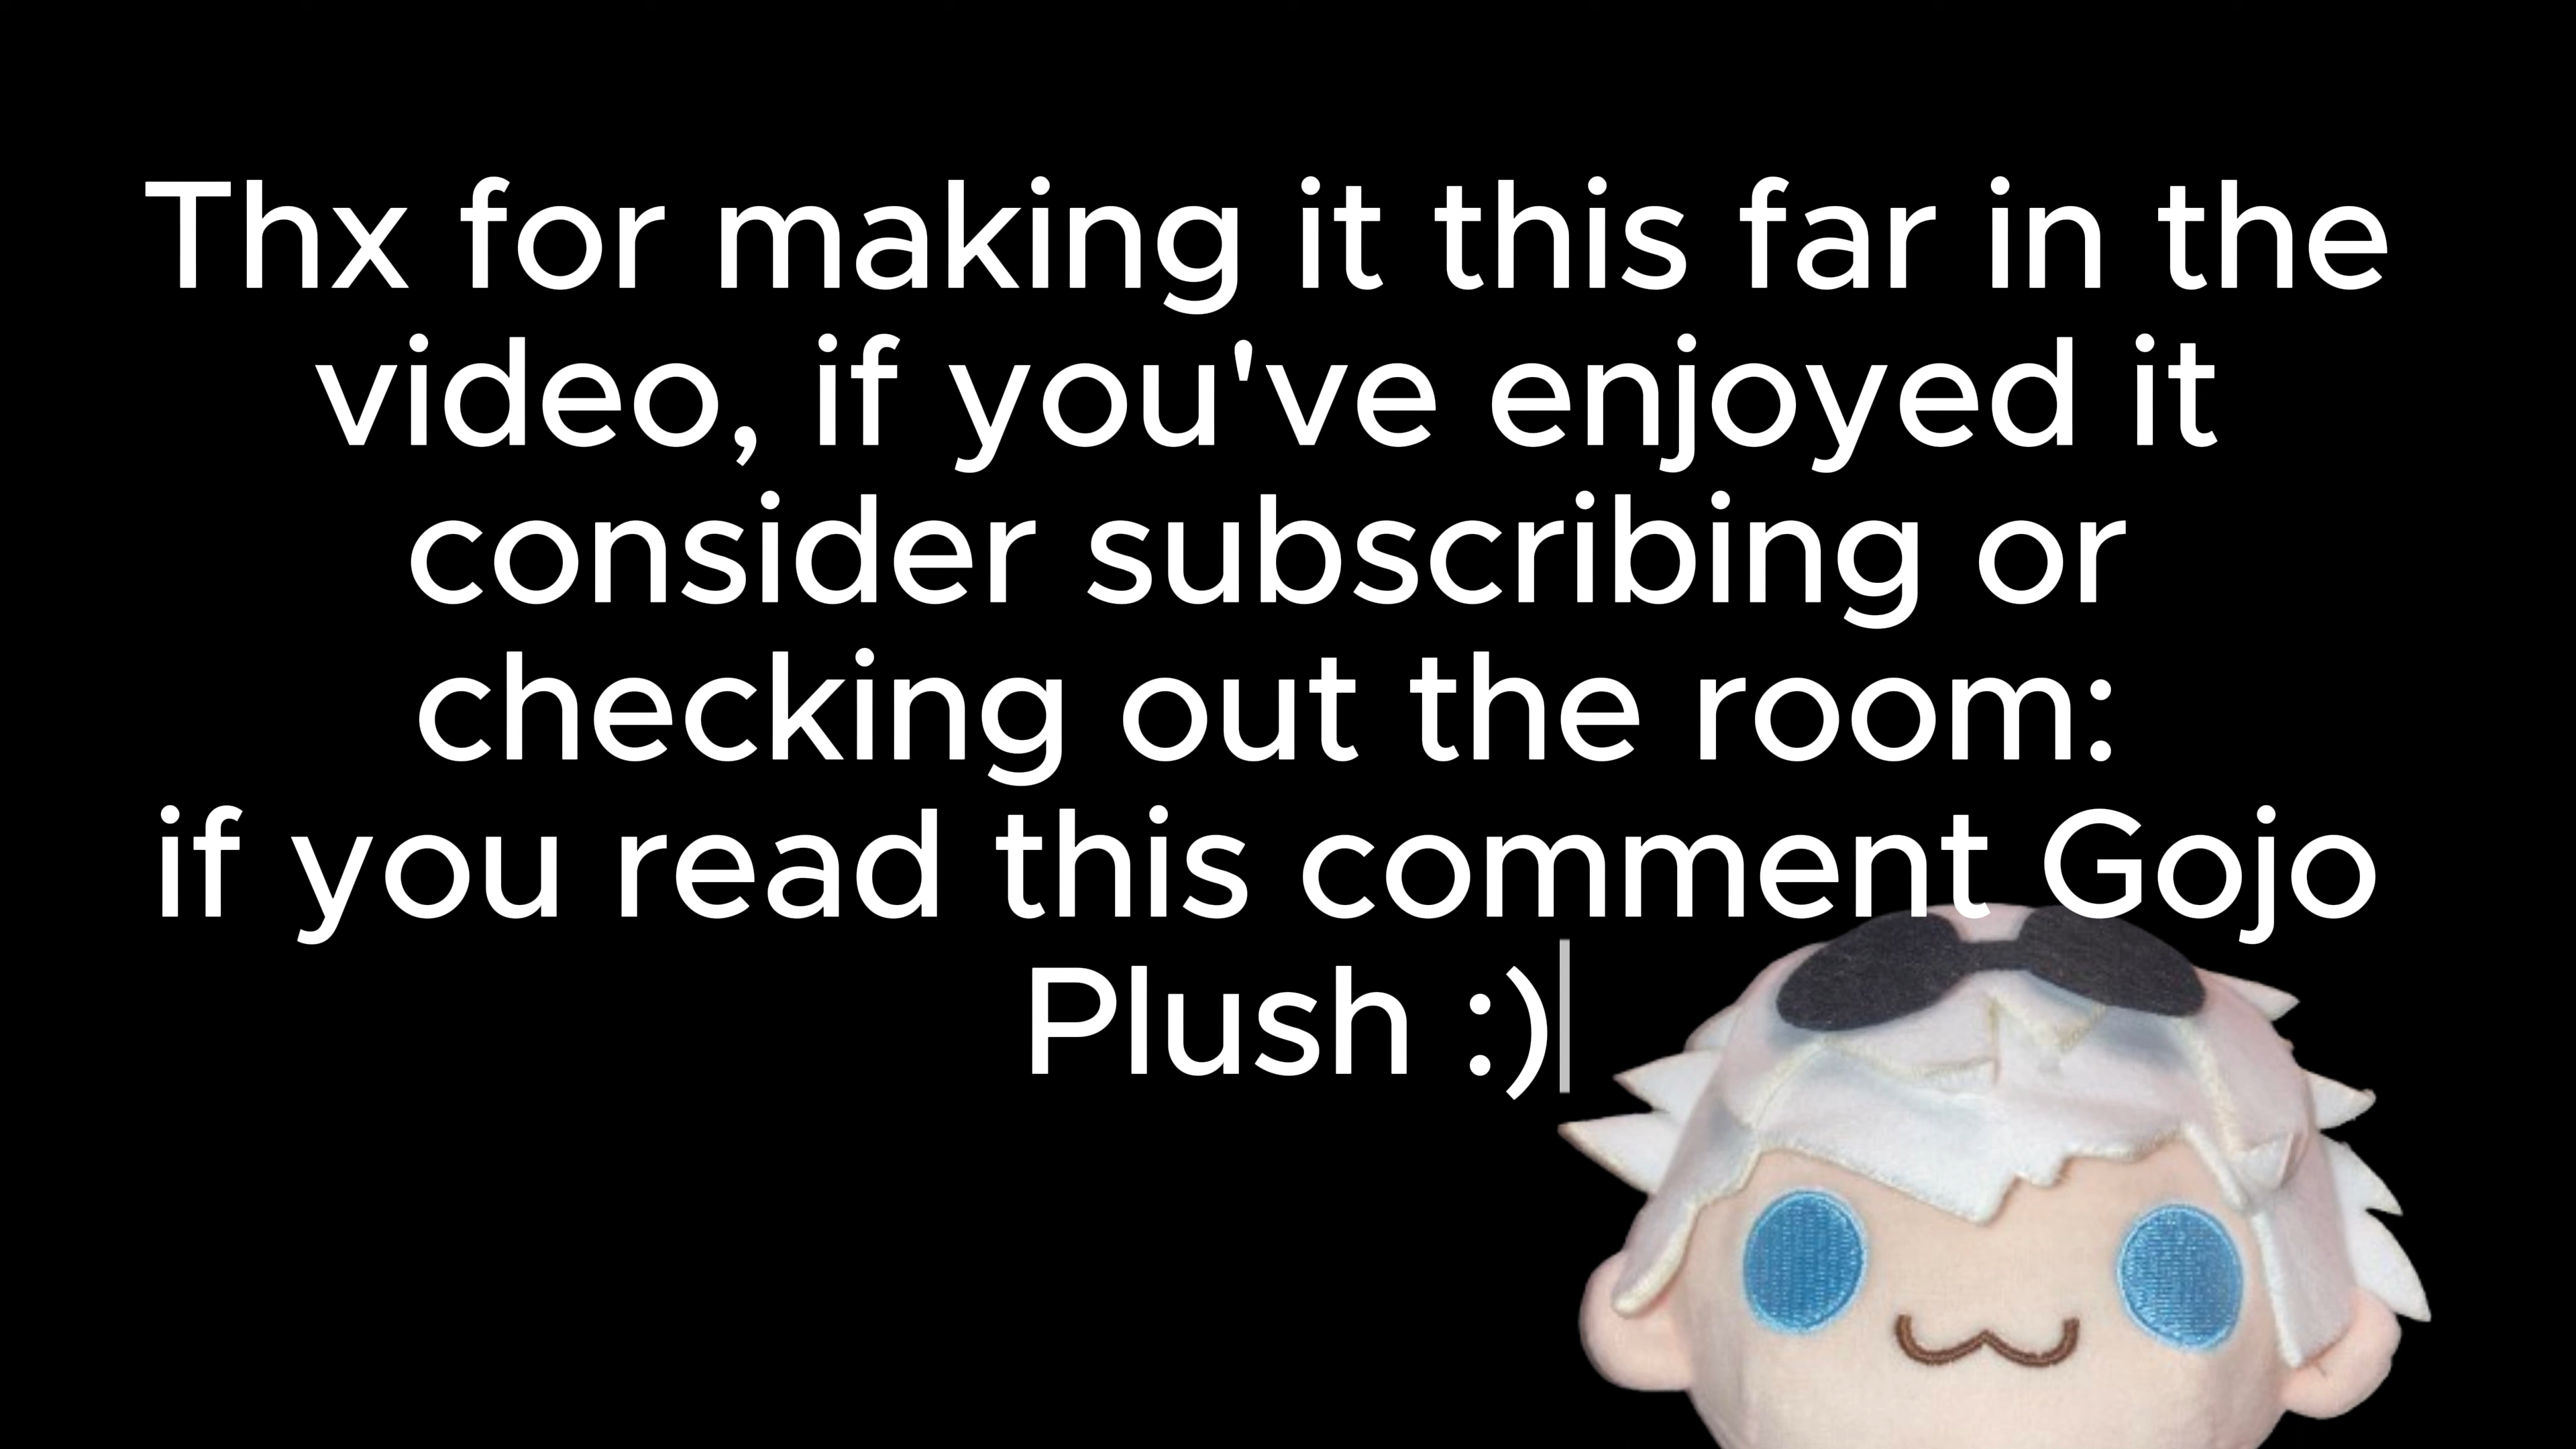 Thx for making it this far in the
video, if you've enjoyed it
consider subscribing or
checking out the room:
if you read this comment Gojo
Plush :)